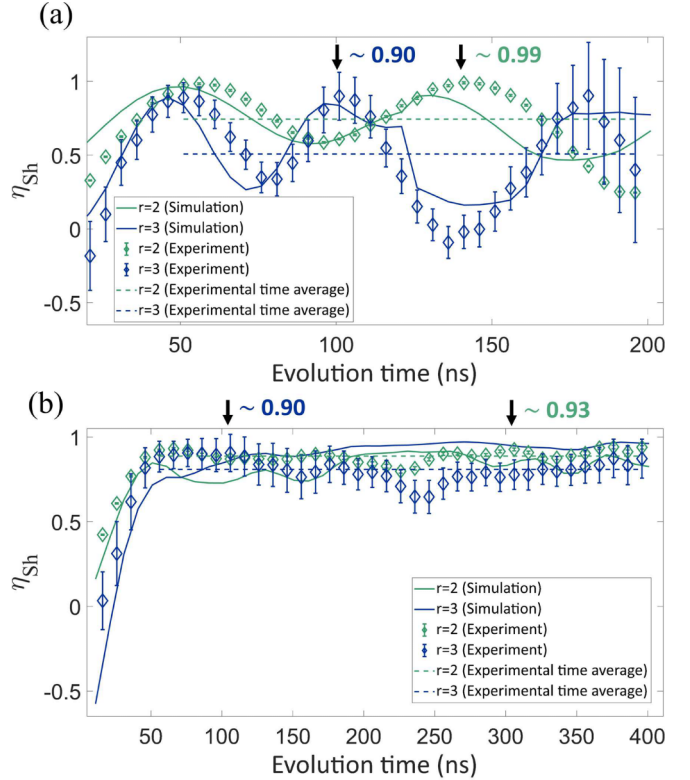 (a)
~ 0.90 ~ 0.99
1
0.5
0
-0.5
ηSh
r=2 (Simulation)
r=3 (Simulation)
r=2 (Experiment)
r=3 (Experiment)
r=2 (Experimental time average)
r=3 (Experimental time average)
50 100 150 200
Evolution time (ns)
(b)
~ 0.90 ~ 0.93
1
0.5
0
-0.5
ηSh
r=2 (Simulation)
r=3 (Simulation)
r=2 (Experiment)
r=3 (Experiment)
r=2 (Experimental time average)
r=3 (Experimental time average)
50 100 150 200 250 300 350 400
Evolution time (ns)